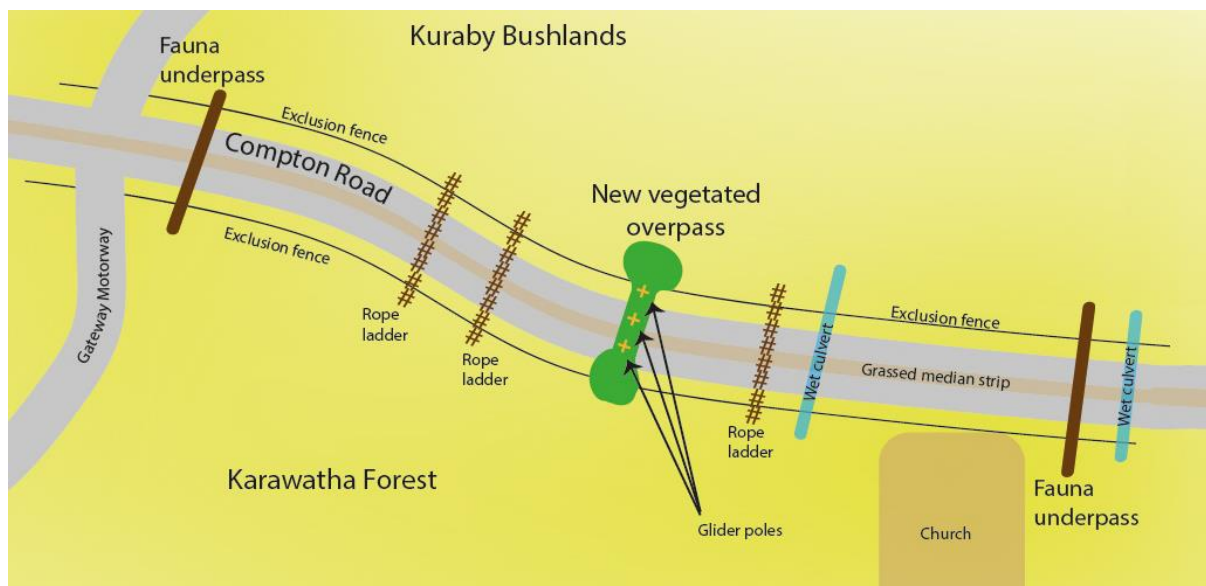 Kuraby Bushlands
Fauna
underpass
Exclusion fence
Compton Road
New vegetated
overpass
Exclusion fence
Gateway Motorway
Rope
ladder
Rope
ladder
Exclusion fence
Wet culvert
Grassed median strip
Wet culvert
Rope
ladder
Karawatha Forest
Glider poles
Church
Fauna
underpass